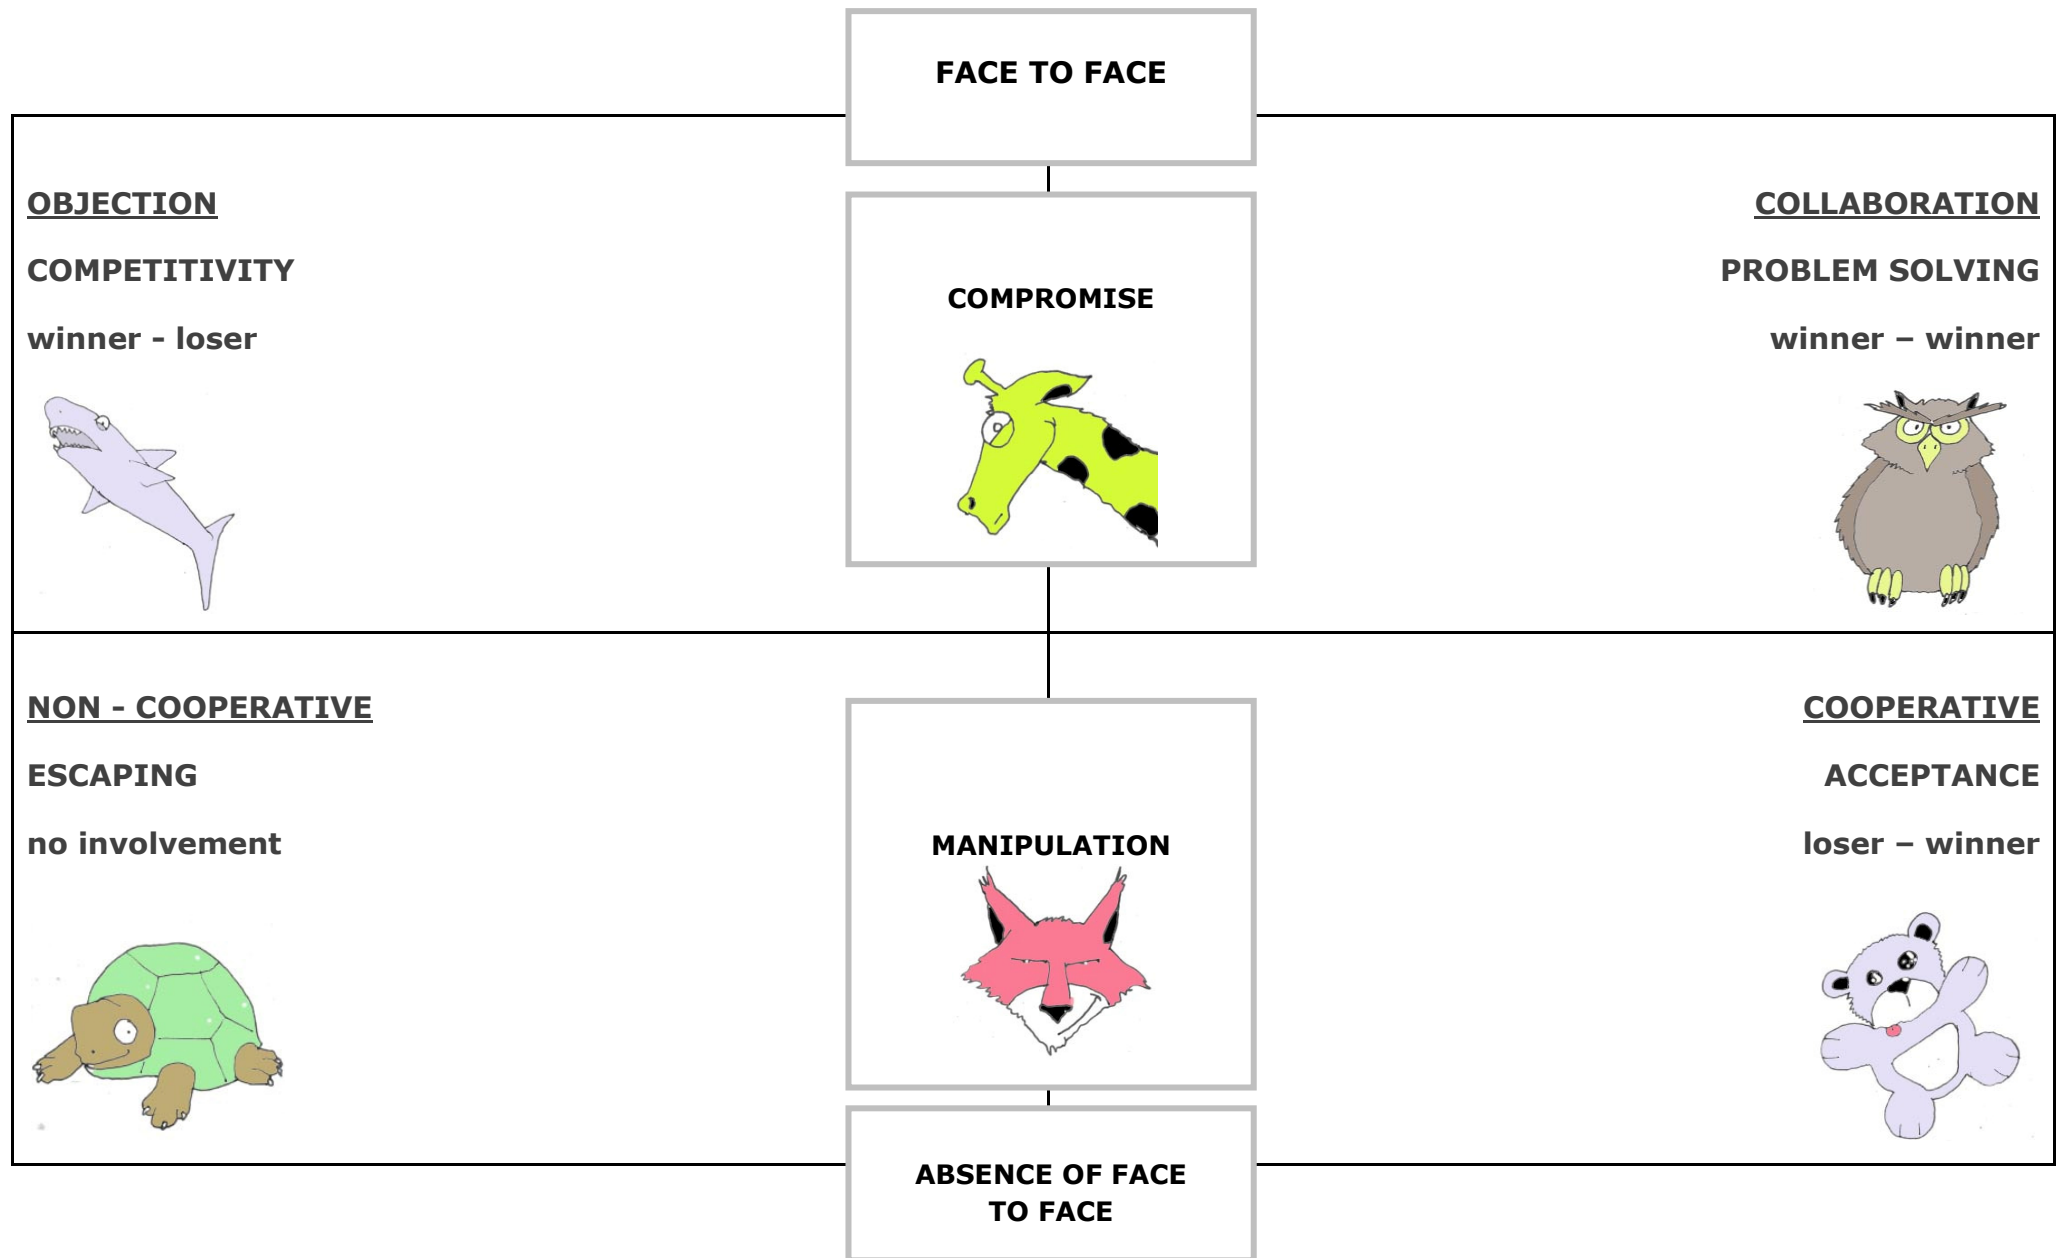 FACE TO FACE
OBJECTION
COMPETITIVITY
winner - loser
COMPROMISE
COLLABORATION
PROBLEM SOLVING
winner – winner
NON - COOPERATIVE
ESCAPING
no involvement
MANIPULATION
COOPERATIVE
ACCEPTANCE
loser – winner
ABSENCE OF FACE
TO FACE